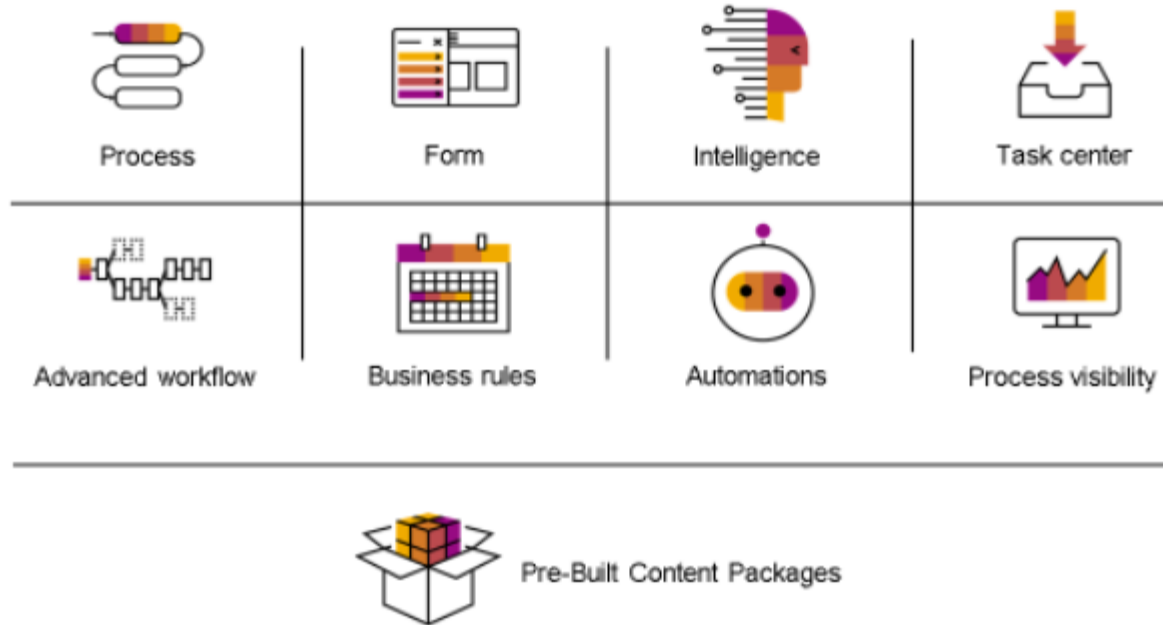 Process
Form
Intelligence
Task center
Advanced workflow
Business rules
Automations
Process visibility
Pre-Built Content Packages